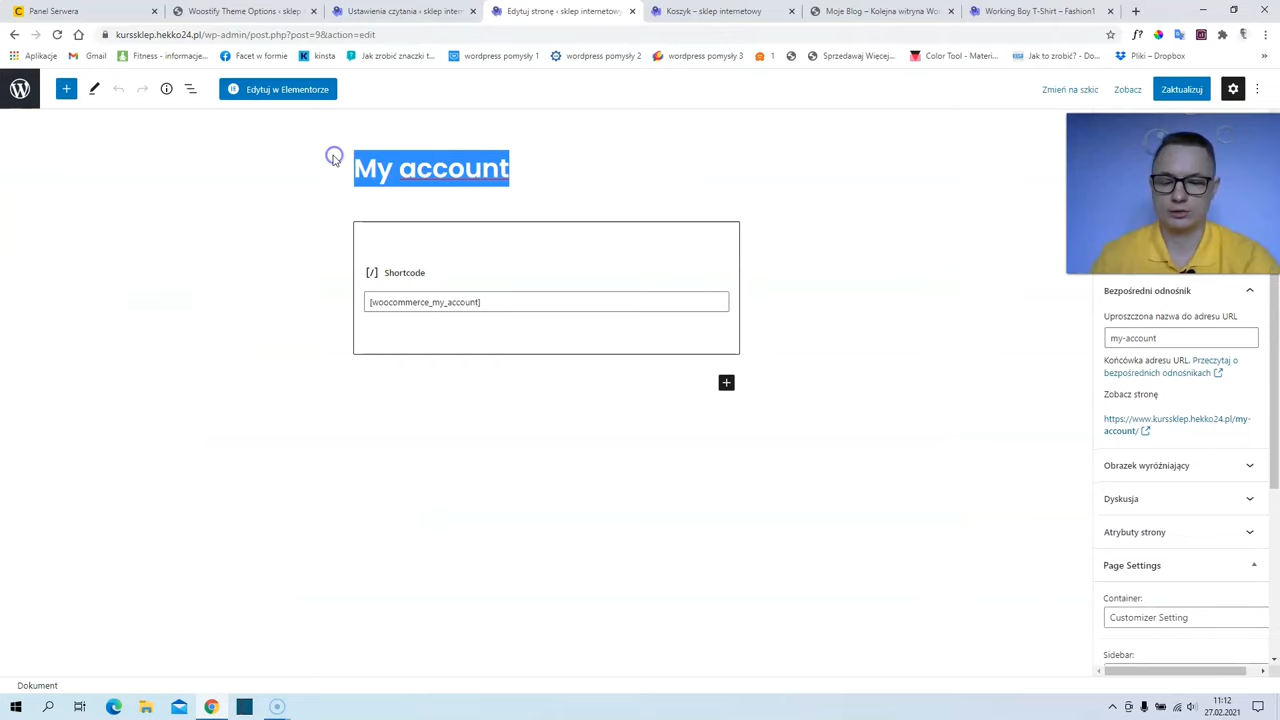 Panel Serwera
Woostify Theme Options ‹ sklep
Ustawienia czytania ‹ sklep intern
Edytuj stronę ‹ sklep internetowy
Koszyk – sklep internetowy
Moje Blog – Kolejna witryna Wo
Working Boy T-Shirt – Fashion1
kurssklep.hekko24.pl/wp-admin/post.php?post=9&action=edit
Aplikacje
Gmail
Fitness - informacje...
Facet w formie
kinsta
Jak zrobić znaczki t...
wordpress pomysły 1
wordpress pomysły 2
wordpress pomysły 3
1
Sprzedawaj Więcej,...
Color Tool - Materi...
Jak to zrobić? - Do...
Pliki – Dropbox
Edytuj w Elementorze
Zmień na szkic
Zobacz
Zaktualizuj
My account
[/] Shortcode
[woocommerce_my_account]
Bezpośredni odnośnik
Uproszczona nazwa do adresu URL
my-account
Końcówka adresu URL. Przeczytaj o
bezpośrednich odnośnikach
Zobacz stronę
https://www.kurssklep.hekko24.pl/my-
account/
Obrazek wyróżniający
Dyskusja
Atrybuty strony
Page Settings
Container:
Customizer Setting
Sidebar:
Dokument
11:12
27.02.2021